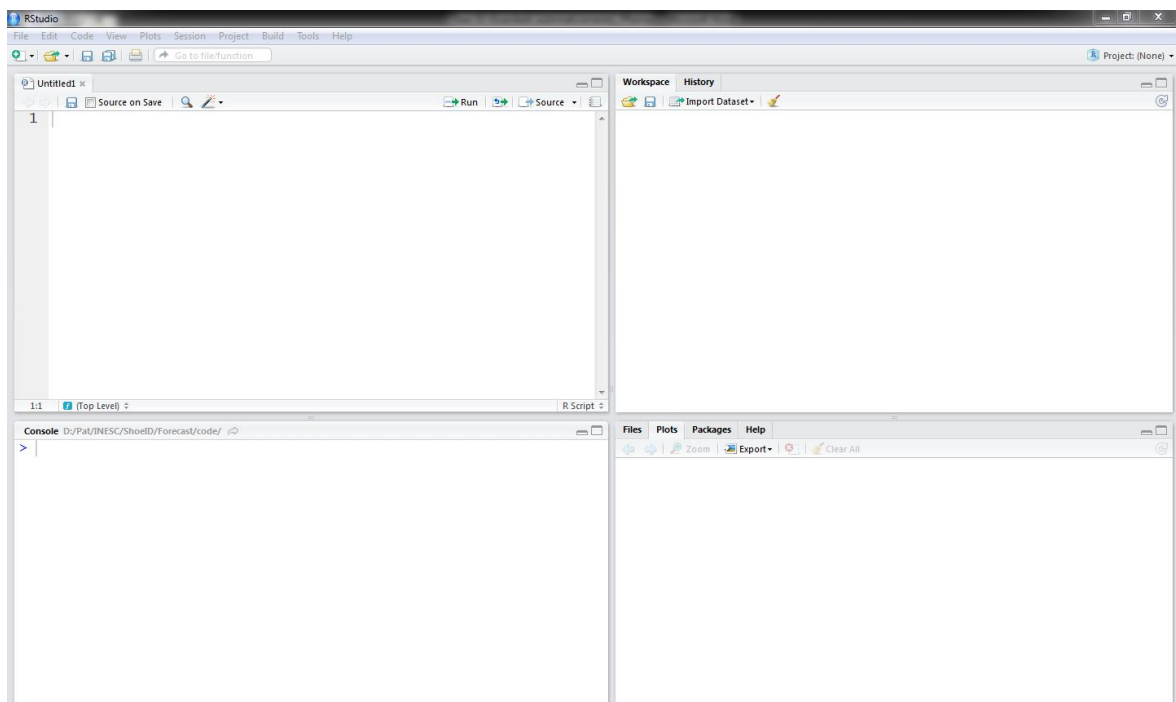 RStudio
File Edit Code View Plots Session Project Build Tools Help
Go to file/function
Project: (None)
Untitled1
Source on Save
Run
Source
1
1:1 (Top Level)
R Script
Workspace History
Import Dataset
Console D:/Pat/INESC/ShoeID/Forecast/code/
>
Files Plots Packages Help
Zoom Export Clear All